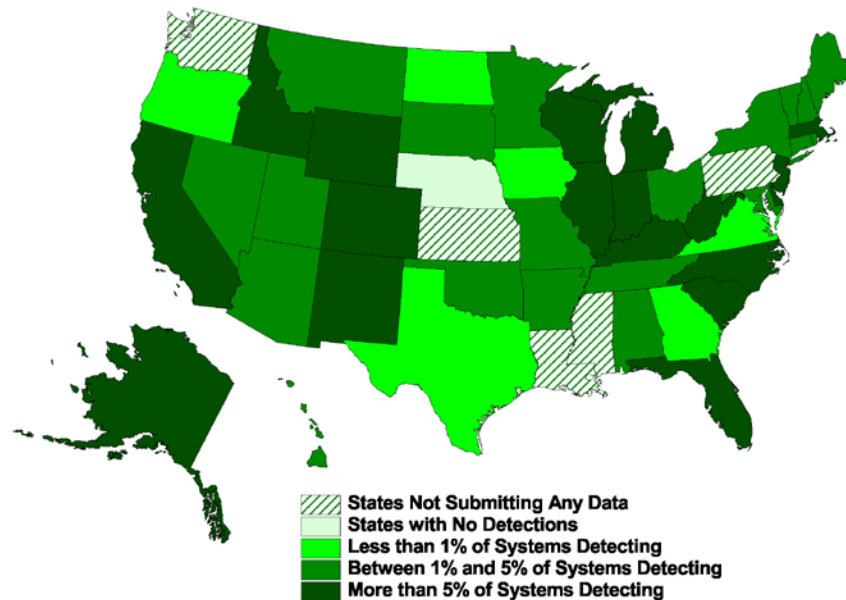 States Not Submitting Any Data
States with No Detections
Less than 1% of Systems Detecting
Between 1% and 5% of Systems Detecting
More than 5% of Systems Detecting